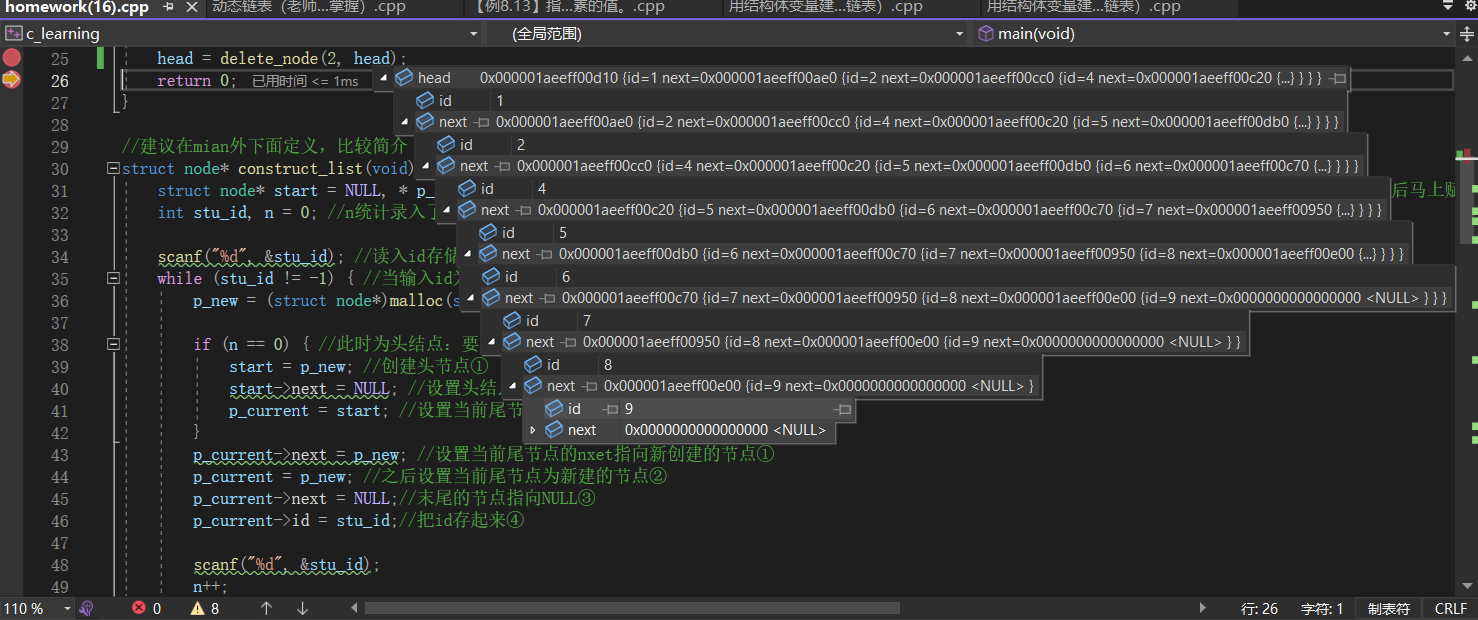 homework(16).cpp 动态链表（老师...掌握）.cpp 【例8.13】指...素的值。.cpp 用结构体变量建...链表）.cpp 用结构体变量建...链表）.cpp
c_learning (全局范围) main(void)
25 head = delete_node(2, head);
26 return 0; 已用时间 <= 1ms head 0x000001aeeff00d10 {id=1 next=0x000001aeeff00ae0 {id=2 next=0x000001aeeff00cc0 {id=4 next=0x000001aeeff00c20 {...} } } }
id 1
27 } next 0x000001aeeff00ae0 {id=2 next=0x000001aeeff00cc0 {id=4 next=0x000001aeeff00c20 {id=5 next=0x000001aeeff00db0 {...} } } }
28
29 //建议在mian外下面定义，比较简介 id 2
30 struct node* construct_list(void) next 0x000001aeeff00cc0 {id=4 next=0x000001aeeff00c20 {id=5 next=0x000001aeeff00db0 {id=6 next=0x000001aeeff00c70 {...} } } }
31 struct node* start = NULL, * p_ id 4 后马上赋
32 int stu_id, n = 0; //n统计录入了 next 0x000001aeeff00c20 {id=5 next=0x000001aeeff00db0 {id=6 next=0x000001aeeff00c70 {id=7 next=0x000001aeeff00950 {...} } } }
33 id 5
34 scanf("%d", &stu_id); //读入id存储 next 0x000001aeeff00db0 {id=6 next=0x000001aeeff00c70 {id=7 next=0x000001aeeff00950 {id=8 next=0x000001aeeff00e00 {...} } } }
35 while (stu_id != -1) { //当输入id为 id 6
36 p_new = (struct node*)malloc(s next 0x000001aeeff00c70 {id=7 next=0x000001aeeff00950 {id=8 next=0x000001aeeff00e00 {id=9 next=0x0000000000000000 <NULL> } } }
37 id 7
38 if (n == 0) { //此时为头结点：要 next 0x000001aeeff00950 {id=8 next=0x000001aeeff00e00 {id=9 next=0x0000000000000000 <NULL> } }
39 start = p_new; //创建头节点① id 8
40 start->next = NULL; //设置头结 next 0x000001aeeff00e00 {id=9 next=0x0000000000000000 <NULL> }
41 p_current = start; //设置当前尾节 id 9
42 } next 0x0000000000000000 <NULL>
43 p_current->next = p_new; //设置当前尾节点的nxet指向新创建的节点①
44 p_current = p_new; //之后设置当前尾节点为新建的节点②
45 p_current->next = NULL;//末尾的节点指向NULL③
46 p_current->id = stu_id;//把id存起来④
47
48 scanf("%d", &stu_id);
49 n++;
110 % 0 8 行: 26 字符: 1 制表符 CRLF